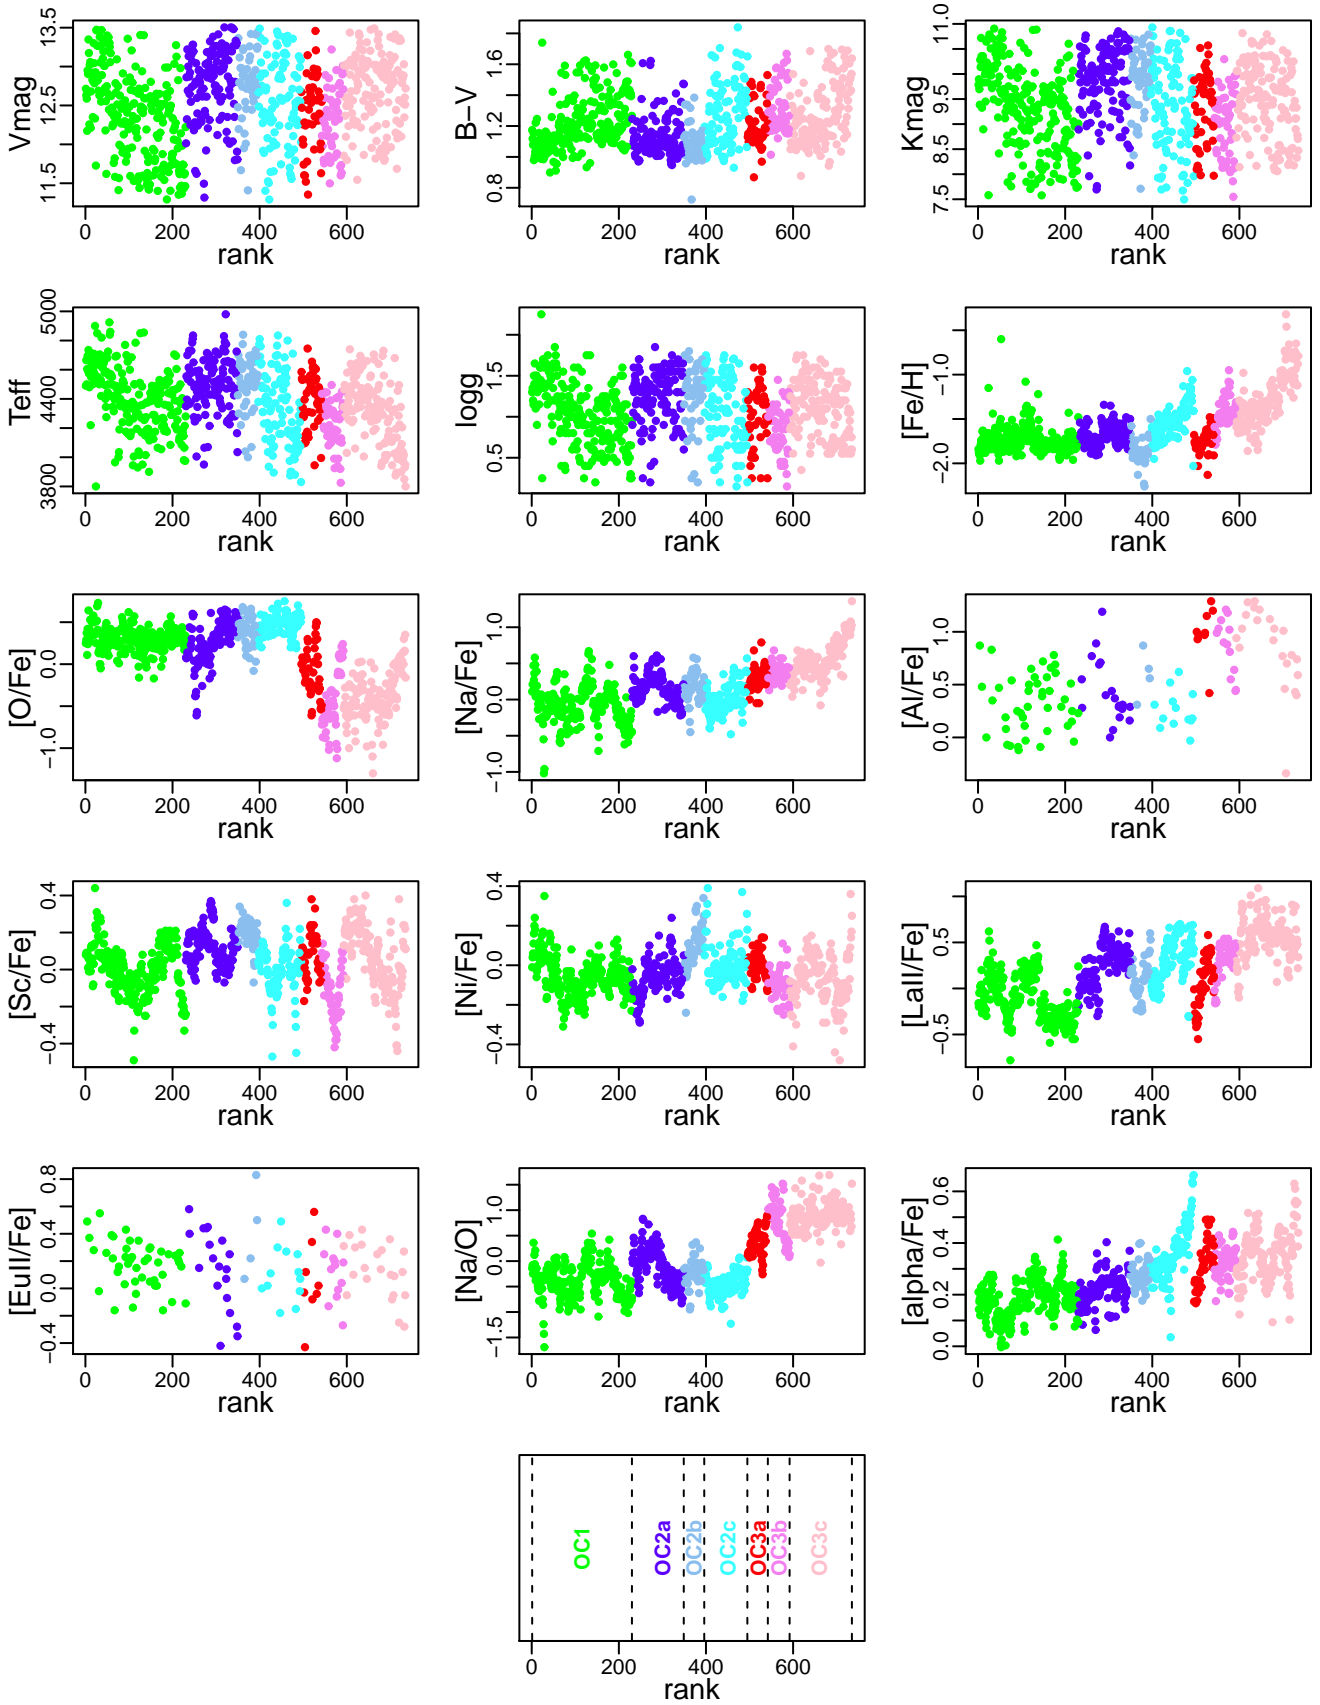 Vmag
11.5 12.5 13.5
0 200 400 600
rank
B−V
0.8 1.2 1.6
0 200 400 600
rank
Kmag
7.5 8.5 9.5 11.0
0 200 400 600
rank
Teff
3800 4400 5000
0 200 400 600
rank
logg
0.5 1.5
0 200 400 600
rank
[Fe/H]
−2.0 −1.0
0 200 400 600
rank
[O/Fe]
−1.0 0.0
0 200 400 600
rank
[Na/Fe]
−1.0 0.0 1.0
0 200 400 600
rank
[Al/Fe]
0.0 0.5 1.0
0 200 400 600
rank
[Sc/Fe]
−0.4 0.0 0.4
0 200 400 600
rank
[Ni/Fe]
−0.4 0.0 0.4
0 200 400 600
rank
[LaII/Fe]
−0.5 0.5
0 200 400 600
rank
[EuII/Fe]
−0.4 0.0 0.4 0.8
0 200 400 600
rank
[Na/O]
−1.5 0.0 1.0
0 200 400 600
rank
[alpha/Fe]
0.0 0.2 0.4 0.6
0 200 400 600
rank
OC1 OC2a OC2b OC2c OC3a OC3b OC3c
0 200 400 600
rank